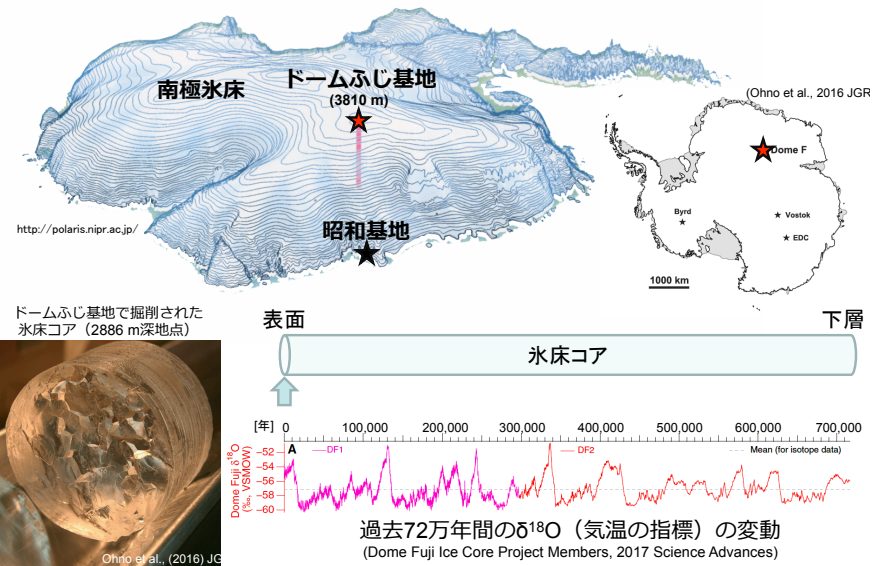 南極氷床
ドームふじ基地
(3810 m)
(Ohno et al., 2016 JGR
Dome F
Byrd
Vostok
EDC
1000 km
http://polaris.nipr.ac.jp/
昭和基地
ドームふじ基地で掘削された
氷床コア（2886 m深地点）
Ohno et al., (2016) JG
表面
下層
氷床コア
[年]
0 100,000 200,000 300,000 400,000 500,000 600,000 700,000
A
DF1
DF2
Mean (for isotope data)
Dome Fuji δ18O
(‰, VSMOW)
−52
−54
−56
−58
−60
過去72万年間のδ18O（気温の指標）の変動
(Dome Fuji Ice Core Project Members, 2017 Science Advances)